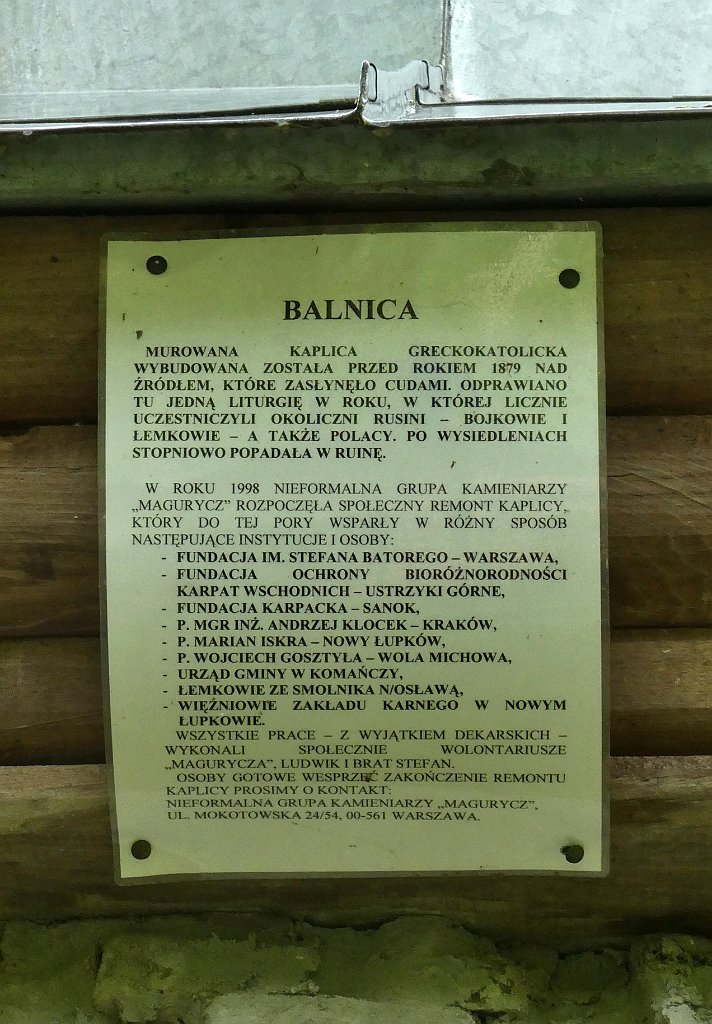 BALNICA
MUROWANA KAPLICA GRECKOKATOLICKA
WYBUDOWANA ZOSTAŁA PRZED ROKIEM 1879 NAD
ŹRÓDŁEM, KTÓRE ZASŁYNĘŁO CUDAMI. ODPRAWIANO
TU JEDNĄ LITURGIĘ W ROKU, W KTÓREJ LICZNIE
UCZESTNICZYLI OKOLICZNI RUSINI – BOJKOWIE I
ŁEMKOWIE – A TAKŻE POLACY. PO WYSIEDLENIACH
STOPNIOWO POPADAŁA W RUINĘ.
W ROKU 1998 NIEFORMALNA GRUPA KAMIENIARZY
„MAGURYCZ” ROZPOCZĘŁA SPOŁECZNY REMONT KAPLICY,
KTÓRY DO TEJ PORY WSPARŁY W RÓŻNY SPOSÓB
NASTĘPUJĄCE INSTYTUCJE I OSOBY:
- FUNDACJA IM. STEFANA BATOREGO – WARSZAWA,
- FUNDACJA OCHRONY BIORÓŻNORODNOŚCI
KARPAT WSCHODNICH – USTRZYKI GÓRNE,
- FUNDACJA KARPACKA – SANOK,
- P. MGR INŻ. ANDRZEJ KLOCEK – KRAKÓW,
- P. MARIAN ISKRA – NOWY ŁUPKÓW,
- P. WOJCIECH GOSZTYŁA – WOLA MICHOWA,
- URZĄD GMINY W KOMAŃCZY,
- ŁEMKOWIE ZE SMOLNIKA N/OSŁAWĄ,
- WIĘŹNIOWIE ZAKŁADU KARNEGO W NOWYM
ŁUPKOWIE.
WSZYSTKIE PRACE – Z WYJĄTKIEM DEKARSKICH –
WYKONALI SPOŁECZNIE WOLONTARIUSZE
„MAGURYCZA”, LUDWIK I BRAT STEFAN.
OSOBY GOTOWE WESPRZEĆ ZAKOŃCZENIE REMONTU
KAPLICY PROSIMY O KONTAKT:
NIEFORMALNA GRUPA KAMIENIARZY „MAGURYCZ”,
UL. MOKOTOWSKA 24/54, 00-561 WARSZAWA.